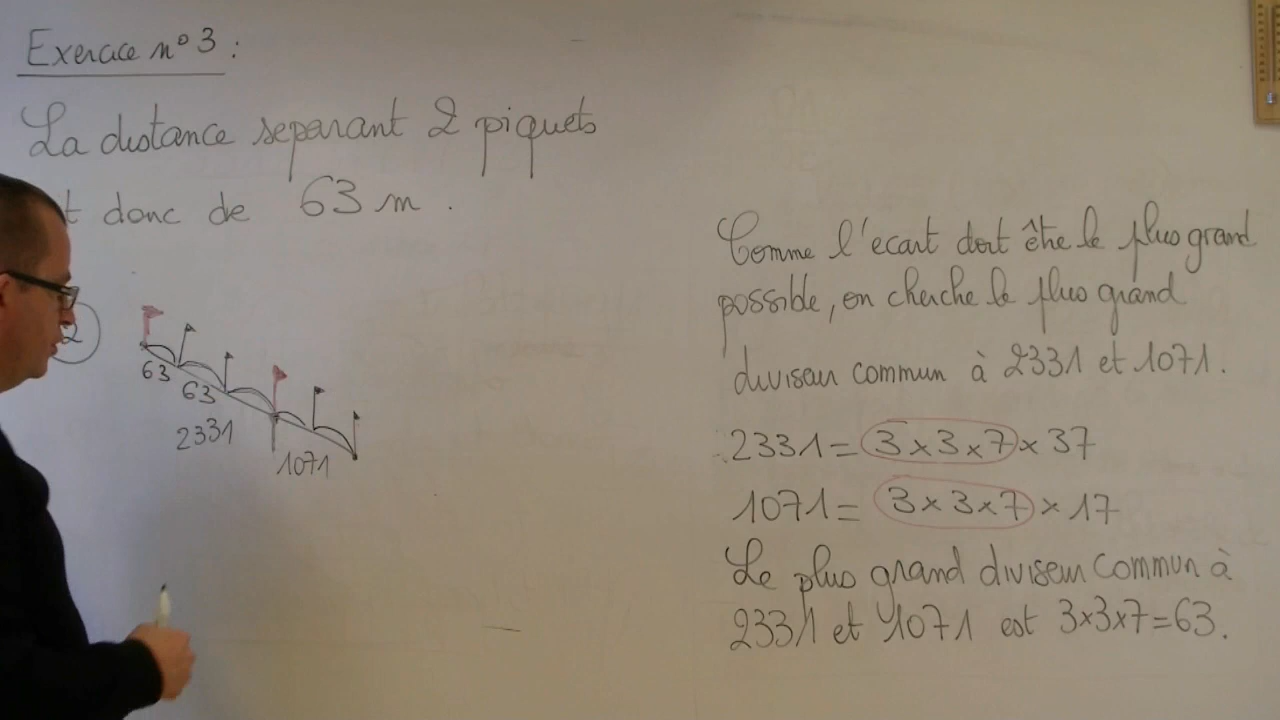 Exercice n° 3 :
La distance séparant 2 piquets
t donc de 63 m .
2
63
63
2331
1071
Comme l'ecart doit être le plus grand
possible, on cherche le plus grand
diviseur commun à 2331 et 1071.
2331 = 3 × 3 × 7 × 37
1071 = 3 × 3 × 7 × 17
Le plus grand diviseur commun à
2331 et 1071 est 3×3×7=63.